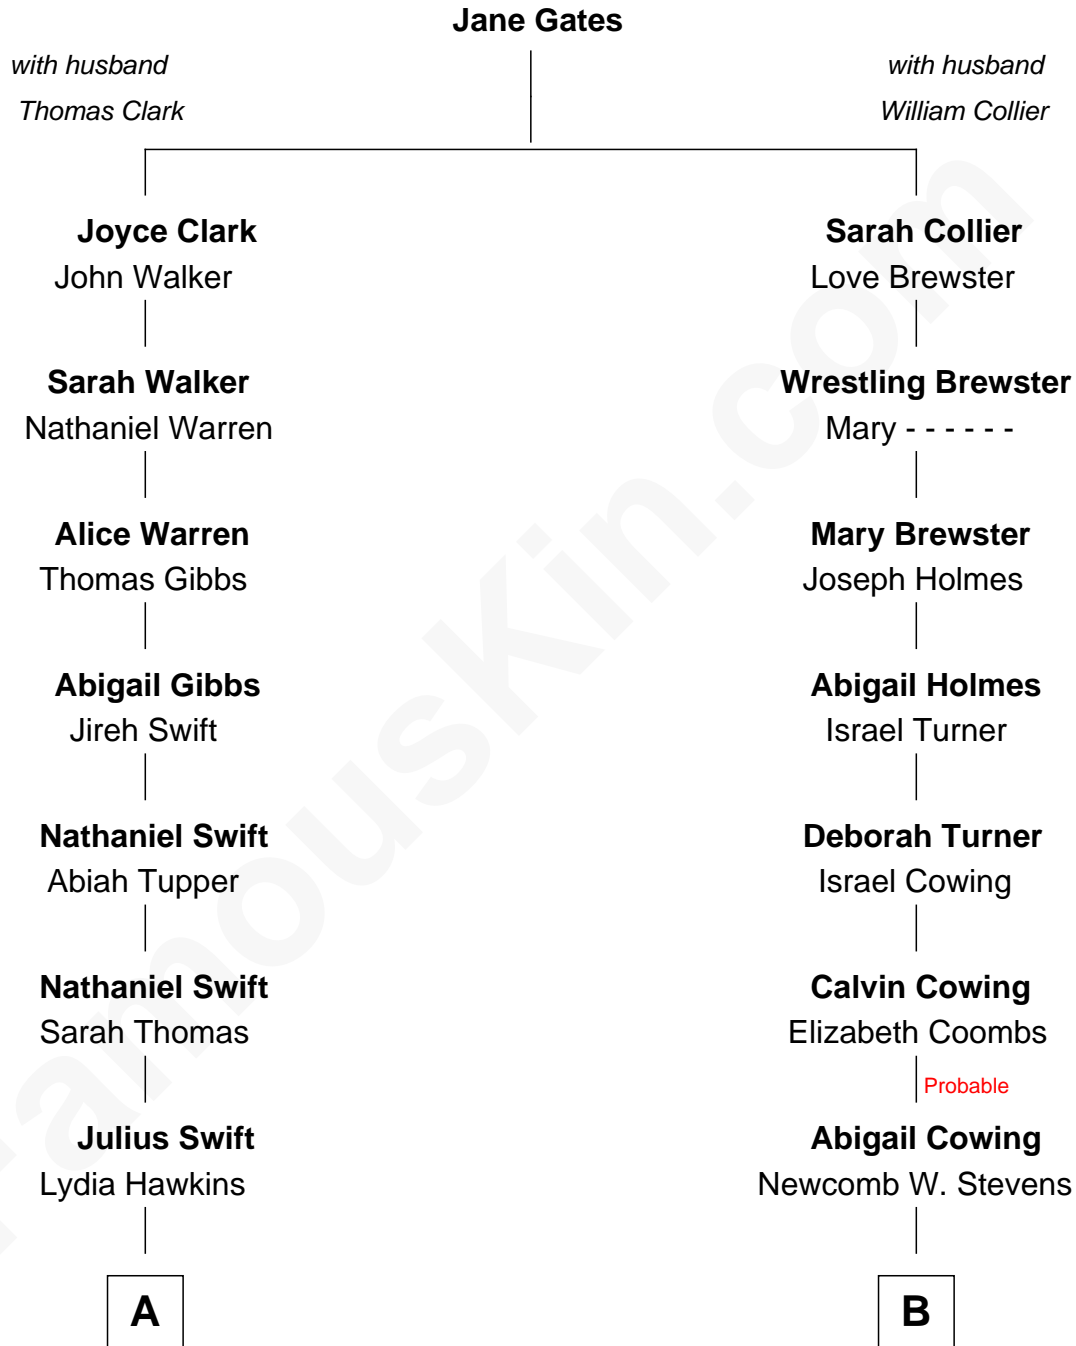 Jane Gates
with husband
Thomas Clark
with husband
William Collier
Joyce Clark
John Walker
Sarah Collier
Love Brewster
Sarah Walker
Nathaniel Warren
Wrestling Brewster
Mary - - - - - -
Alice Warren
Thomas Gibbs
Mary Brewster
Joseph Holmes
Abigail Gibbs
Jireh Swift
Abigail Holmes
Israel Turner
Nathaniel Swift
Abiah Tupper
Deborah Turner
Israel Cowing
Nathaniel Swift
Sarah Thomas
Calvin Cowing
Elizabeth Coombs
Probable
Julius Swift
Lydia Hawkins
Abigail Cowing
Newcomb W. Stevens
A
B
FamousKin.com